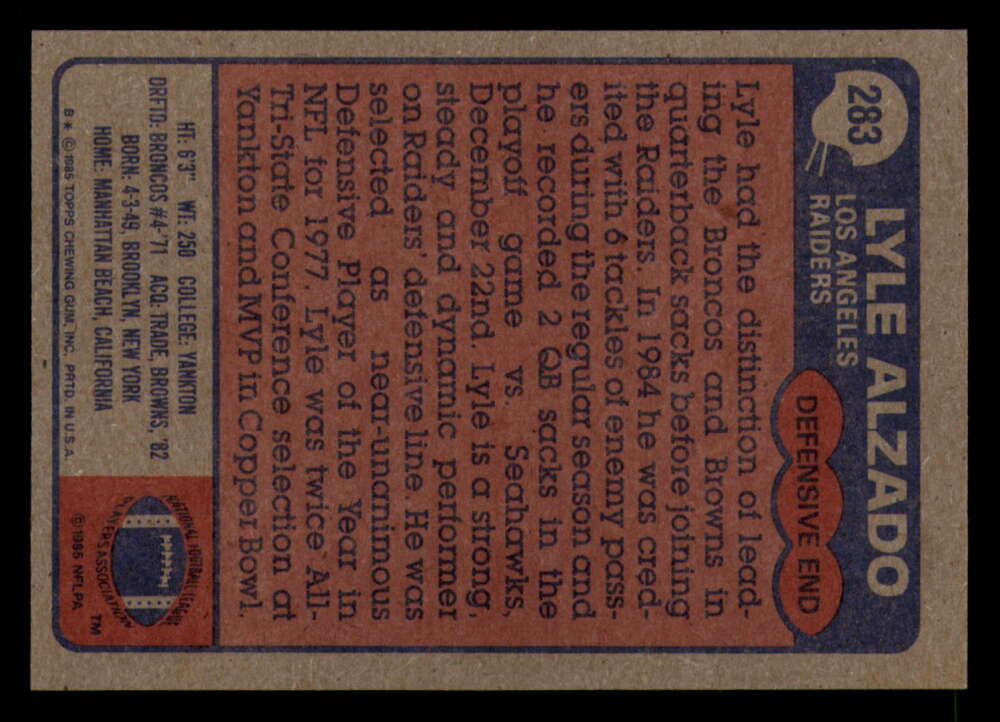 283
LYLE ALZADO
LOS ANGELES
RAIDERS
DEFENSIVE END
Lyle had the distinction of lead-
ing the Broncos and Browns in
quarterback sacks before joining
the Raiders. In 1984 he was cred-
ited with 6 tackles of enemy pass-
ers during the regular season and
he recorded 2 QB sacks in the
playoff game vs. Seahawks,
December 22nd. Lyle is a strong,
steady and dynamic performer
on Raiders' defensive line. He was
selected as near-unanimous
Defensive Player of the Year in
NFL for 1977. Lyle was twice All-
Tri-State Conference selection at
Yankton and MVP in Copper Bowl.
HT: 6'3" WT: 250 COLLEGE: YANKTON
DRFTD: BRONCOS #4-'71 ACQ: TRADE, BROWNS, '82
BORN: 4-3-49, BROOKLYN, NEW YORK
HOME: MANHATTAN BEACH, CALIFORNIA
B* © 1985 TOPPS CHEWING GUM, INC. PRTD. IN U.S.A.
NATIONAL FOOTBALL LEAGUE
PLAYERS ASSOCIATION
TM
© 1985 NFLPA